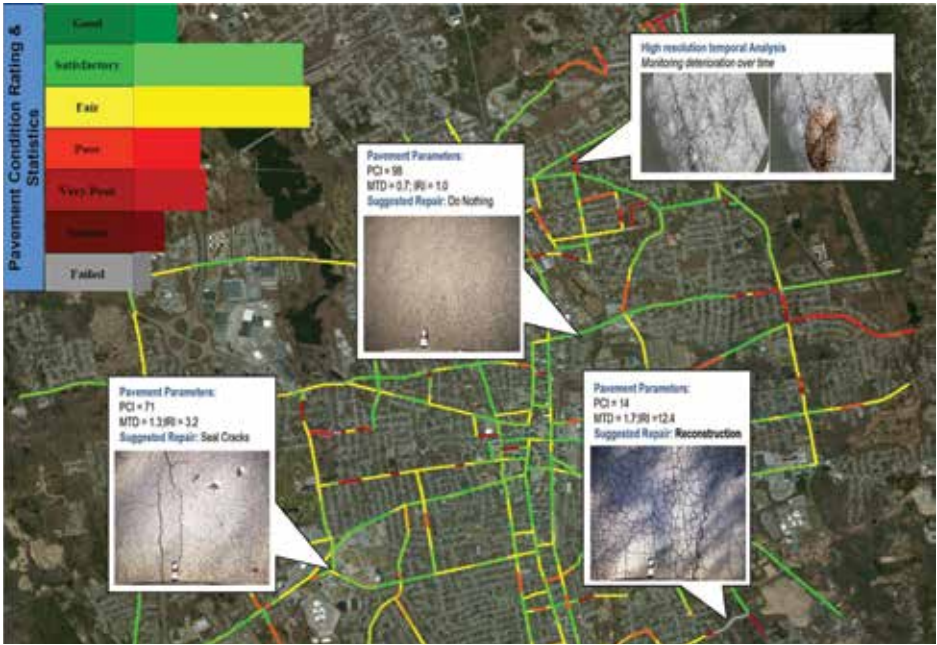 Pavement Condition Rating &
Statistics
Good
Satisfactory
Fair
Poor
Very Poor
Failed
High resolution temporal Analysis
Monitoring deterioration over time
Pavement Parameters:
PCI = 98
MTD = 0.7; IRI = 1.0
Suggested Repair: Do Nothing
Pavement Parameters:
PCI = 71
MTD = 1.3;IRI = 3.2
Suggested Repair: Seal Cracks
Pavement Parameters:
PCI = 14
MTD = 1.7;IRI =12.4
Suggested Repair: Reconstruction